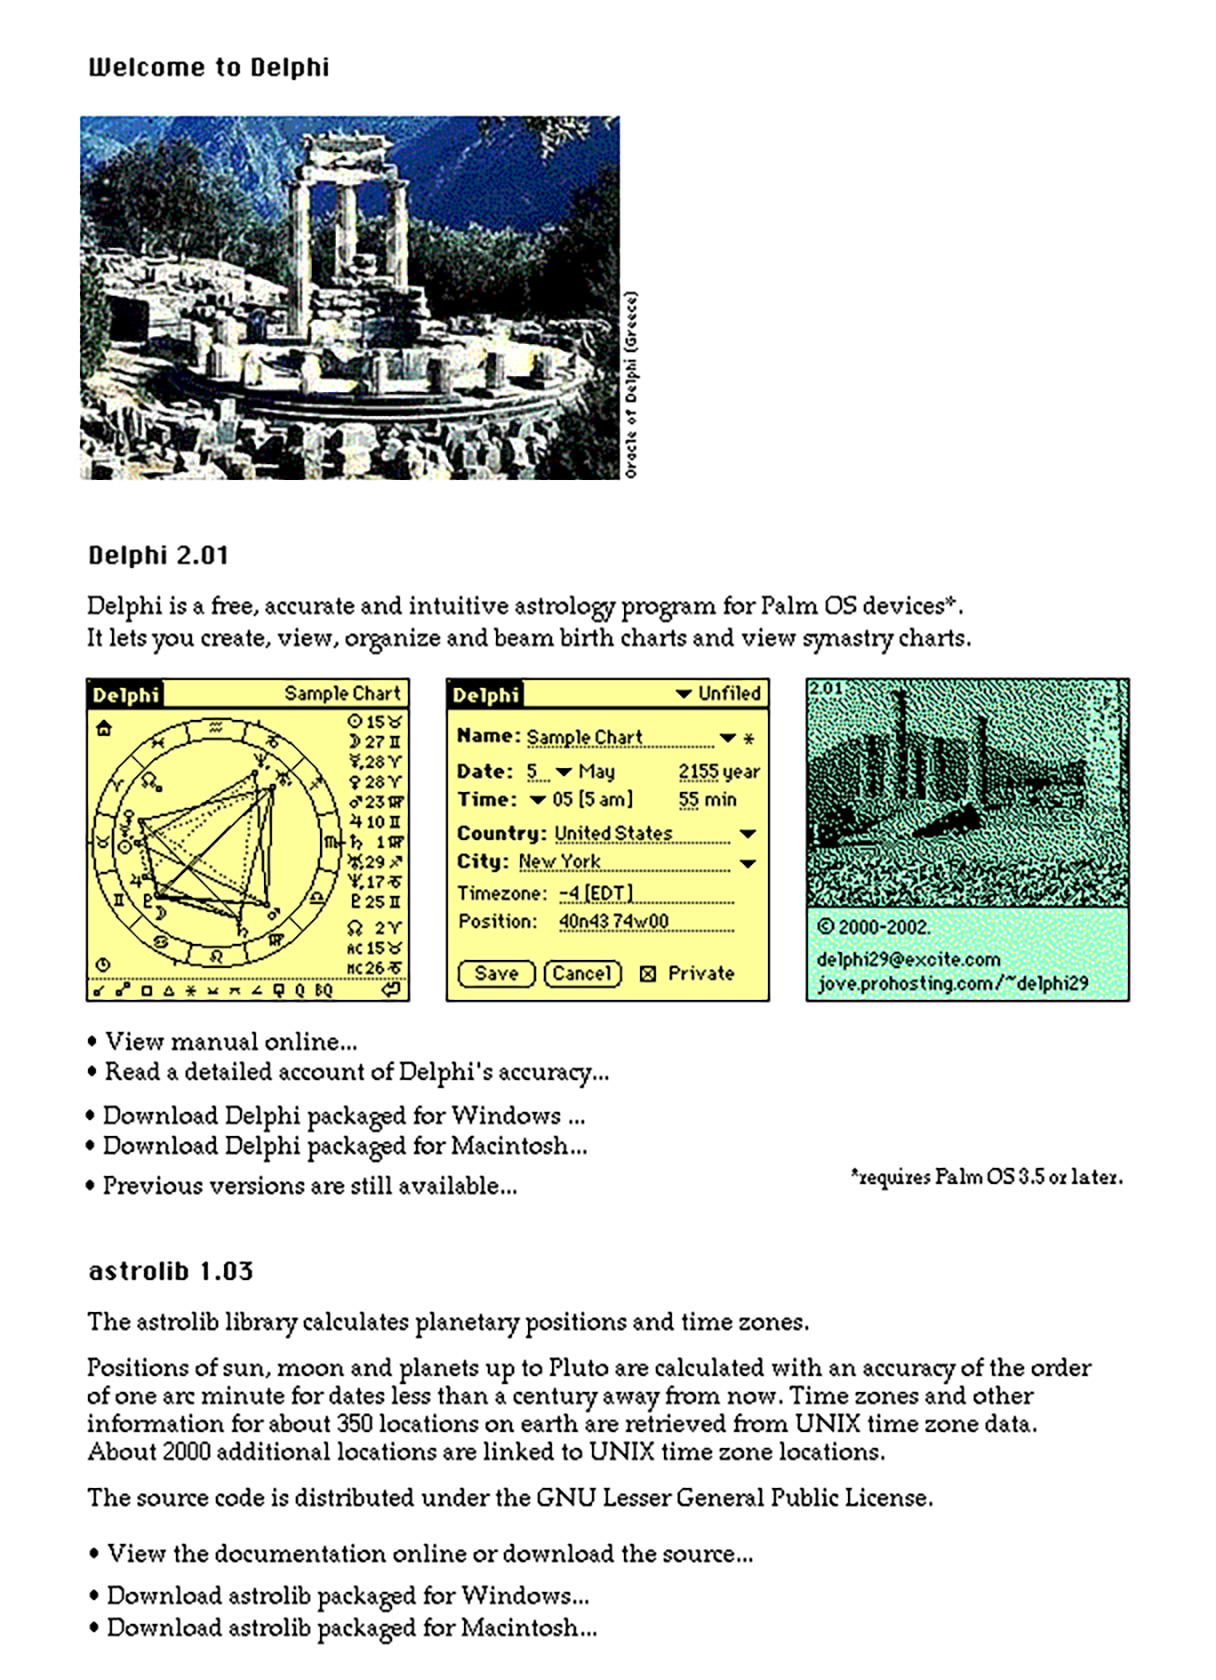 Welcome to Delphi
Oracle of Delphi (Greece)
Delphi 2.01
Delphi is a free, accurate and intuitive astrology program for Palm OS devices*.
It lets you create, view, organize and beam birth charts and view synastry charts.
Delphi Sample Chart
☉ 15 ♉
☽ 27 ♊
☿ 28 ♈
♀ 28 ♈
♂ 23 ♍
♃ 10 ♊
♄ 1 ♍
♅ 29 ♐
♆ 17 ♑
♇ 25 ♊
☊ 2 ♈
AC 15 ♉
MC 26 ♑
Q BQ
Delphi Unfiled
Name: Sample Chart *
Date: 5 May 2155 year
Time: 05 [5 am] 55 min
Country: United States
City: New York
Timezone: -4 [EDT]
Position: 40n43 74w00
Save Cancel Private
2.01
© 2000-2002.
delphi29@excite.com
jove.prohosting.com/~delphi29
• View manual online...
• Read a detailed account of Delphi's accuracy...
• Download Delphi packaged for Windows ...
• Download Delphi packaged for Macintosh...
• Previous versions are still available...
*requires Palm OS 3.5 or later.
astrolib 1.03
The astrolib library calculates planetary positions and time zones.
Positions of sun, moon and planets up to Pluto are calculated with an accuracy of the order
of one arc minute for dates less than a century away from now. Time zones and other
information for about 350 locations on earth are retrieved from UNIX time zone data.
About 2000 additional locations are linked to UNIX time zone locations.
The source code is distributed under the GNU Lesser General Public License.
• View the documentation online or download the source...
• Download astrolib packaged for Windows...
• Download astrolib packaged for Macintosh...